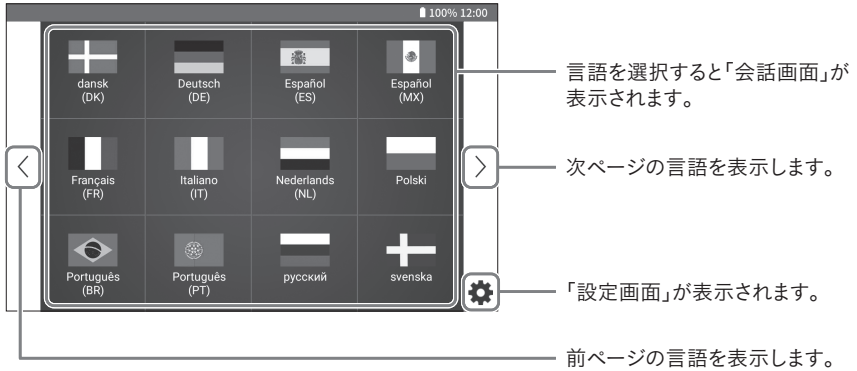 100% 12:00
dansk
(DK)
Deutsch
(DE)
Español
(ES)
Español
(MX)
Français
(FR)
Italiano
(IT)
Nederlands
(NL)
Polski
Português
(BR)
Português
(PT)
русский
svenska
言語を選択すると「会話画面」が
表示されます。
次ページの言語を表示します。
「設定画面」が表示されます。
前ページの言語を表示します。